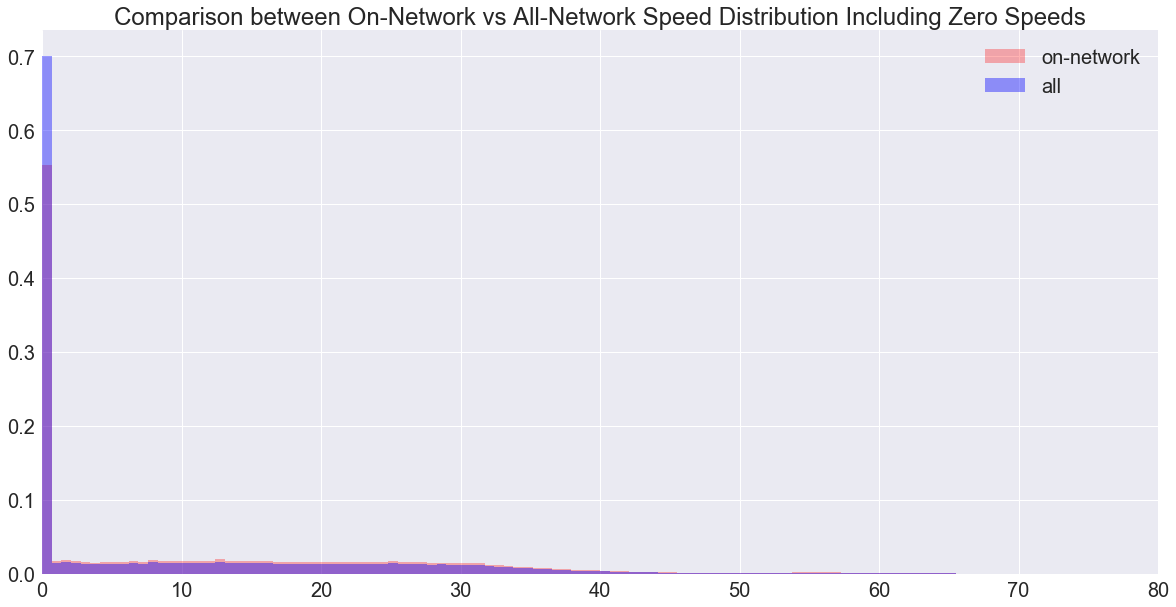 Comparison between On-Network vs All-Network Speed Distribution Including Zero Speeds
on-network
all
0.7
0.6
0.5
0.4
0.3
0.2
0.1
0.0
0 10 20 30 40 50 60 70 80